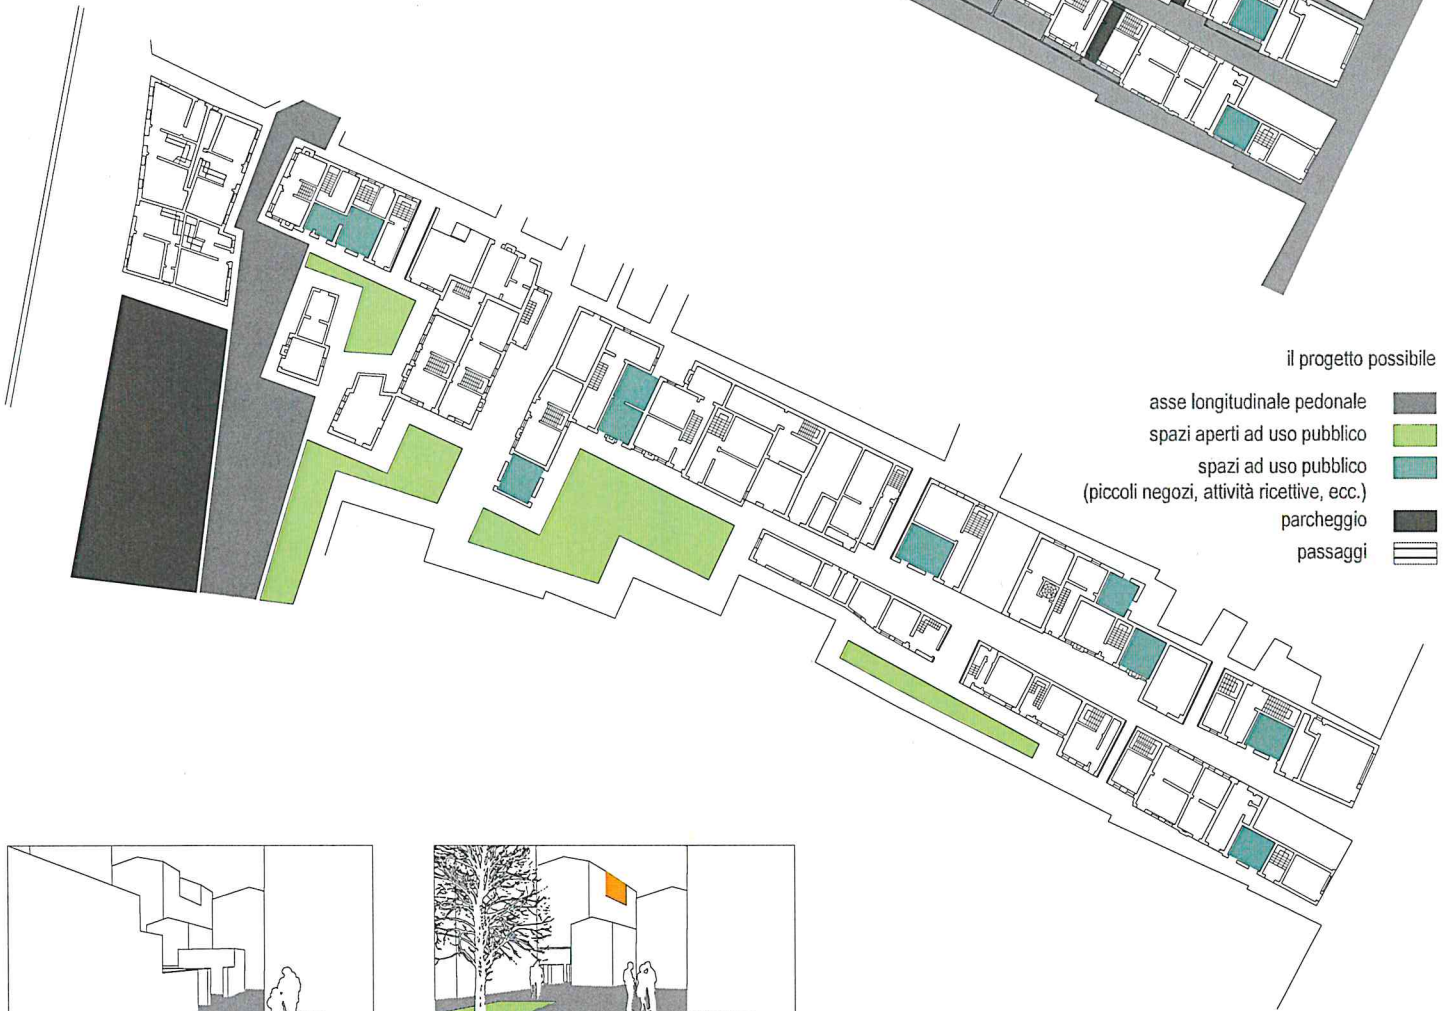 il progetto possibile
asse longitudinale pedonale
spazi aperti ad uso pubblico
spazi ad uso pubblico
(piccoli negozi, attività ricettive, ecc.)
parcheggio
passaggi